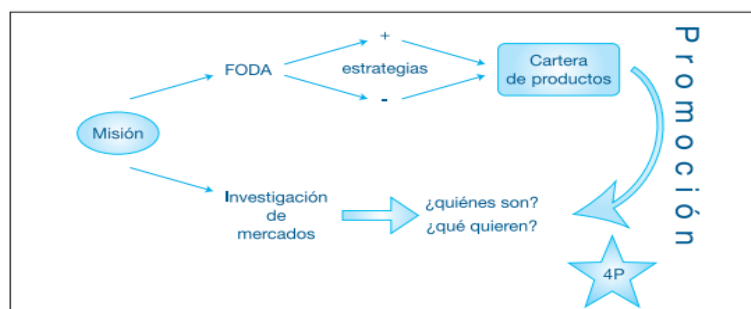 +
FODA
estrategias
-
Cartera
de productos
Misión
Investigación
de
mercados
¿quiénes son?
¿qué quieren?
4P
Promoción